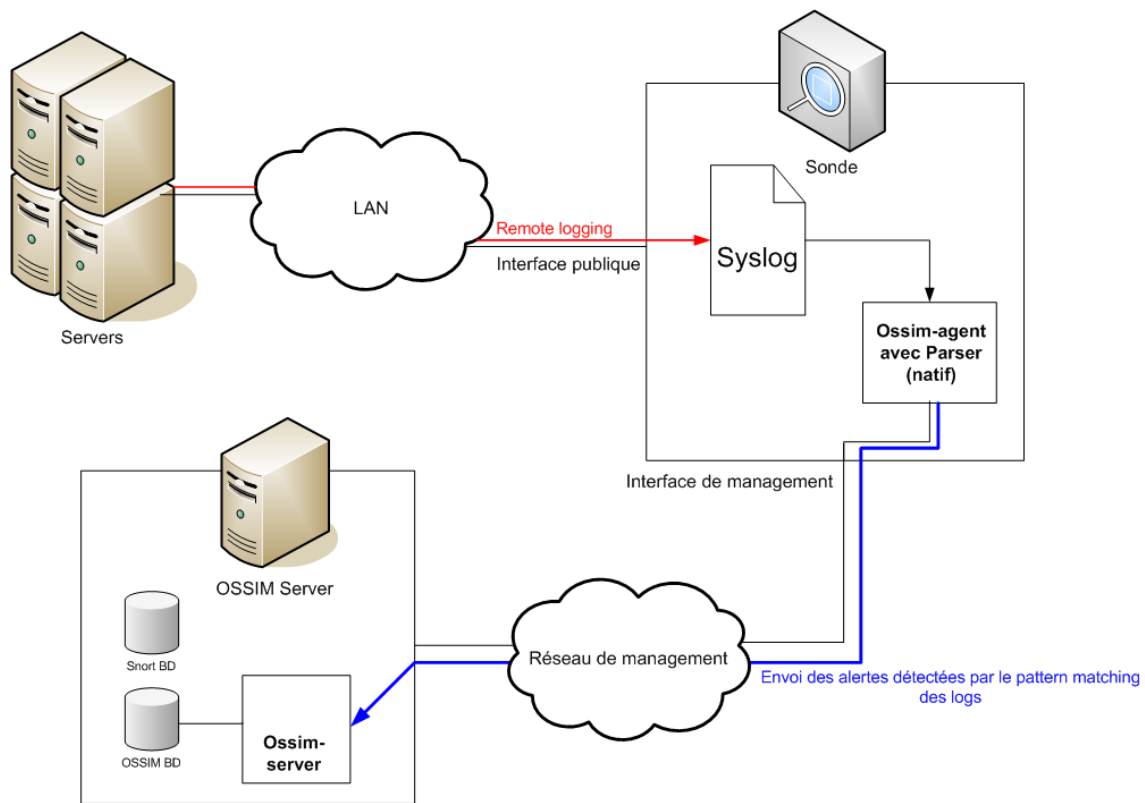 Sonde
LAN
Remote logging
Interface publique
Syslog
Servers
Ossim-agent
avec Parser
(natif)
Interface de management
OSSIM Server
Snort BD
Réseau de management
Envoi des alertes détectées par le pattern matching
des logs
OSSIM BD
Ossim-
server